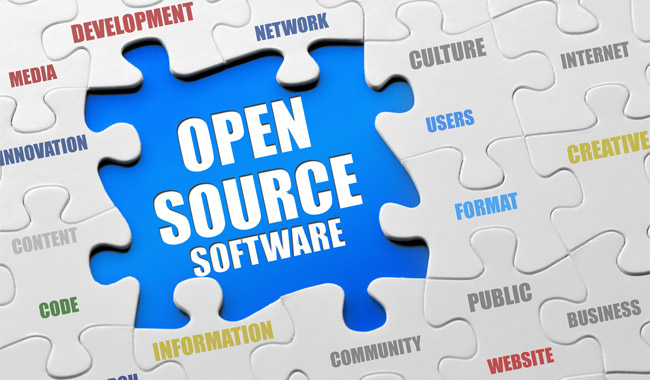 DEVELOPMENT
NETWORK
CULTURE
INTERNET
MEDIA
USERS
CREATIVE
INNOVATION
OPEN
SOURCE
SOFTWARE
FORMAT
CONTENT
CODE
PUBLIC
BUSINESS
INFORMATION
COMMUNITY
WEBSITE